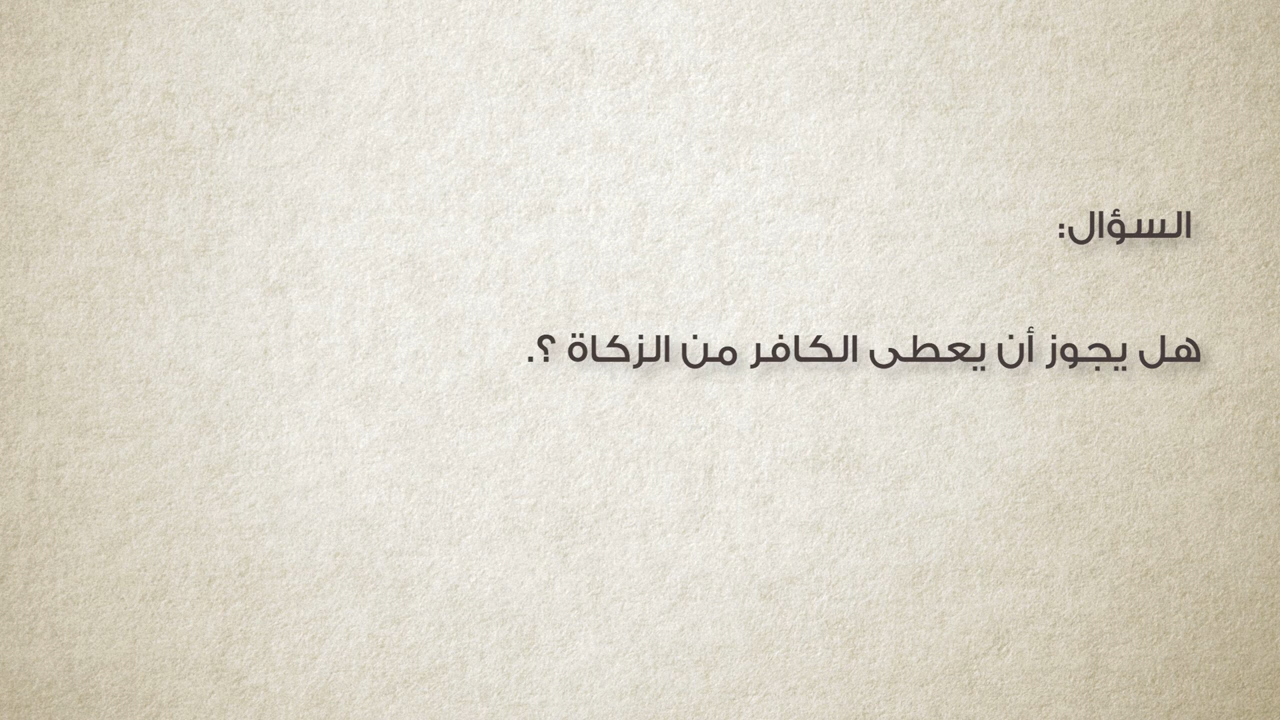 السؤال:
هل يجوز أن يعطى الكافر من الزكاة ؟.